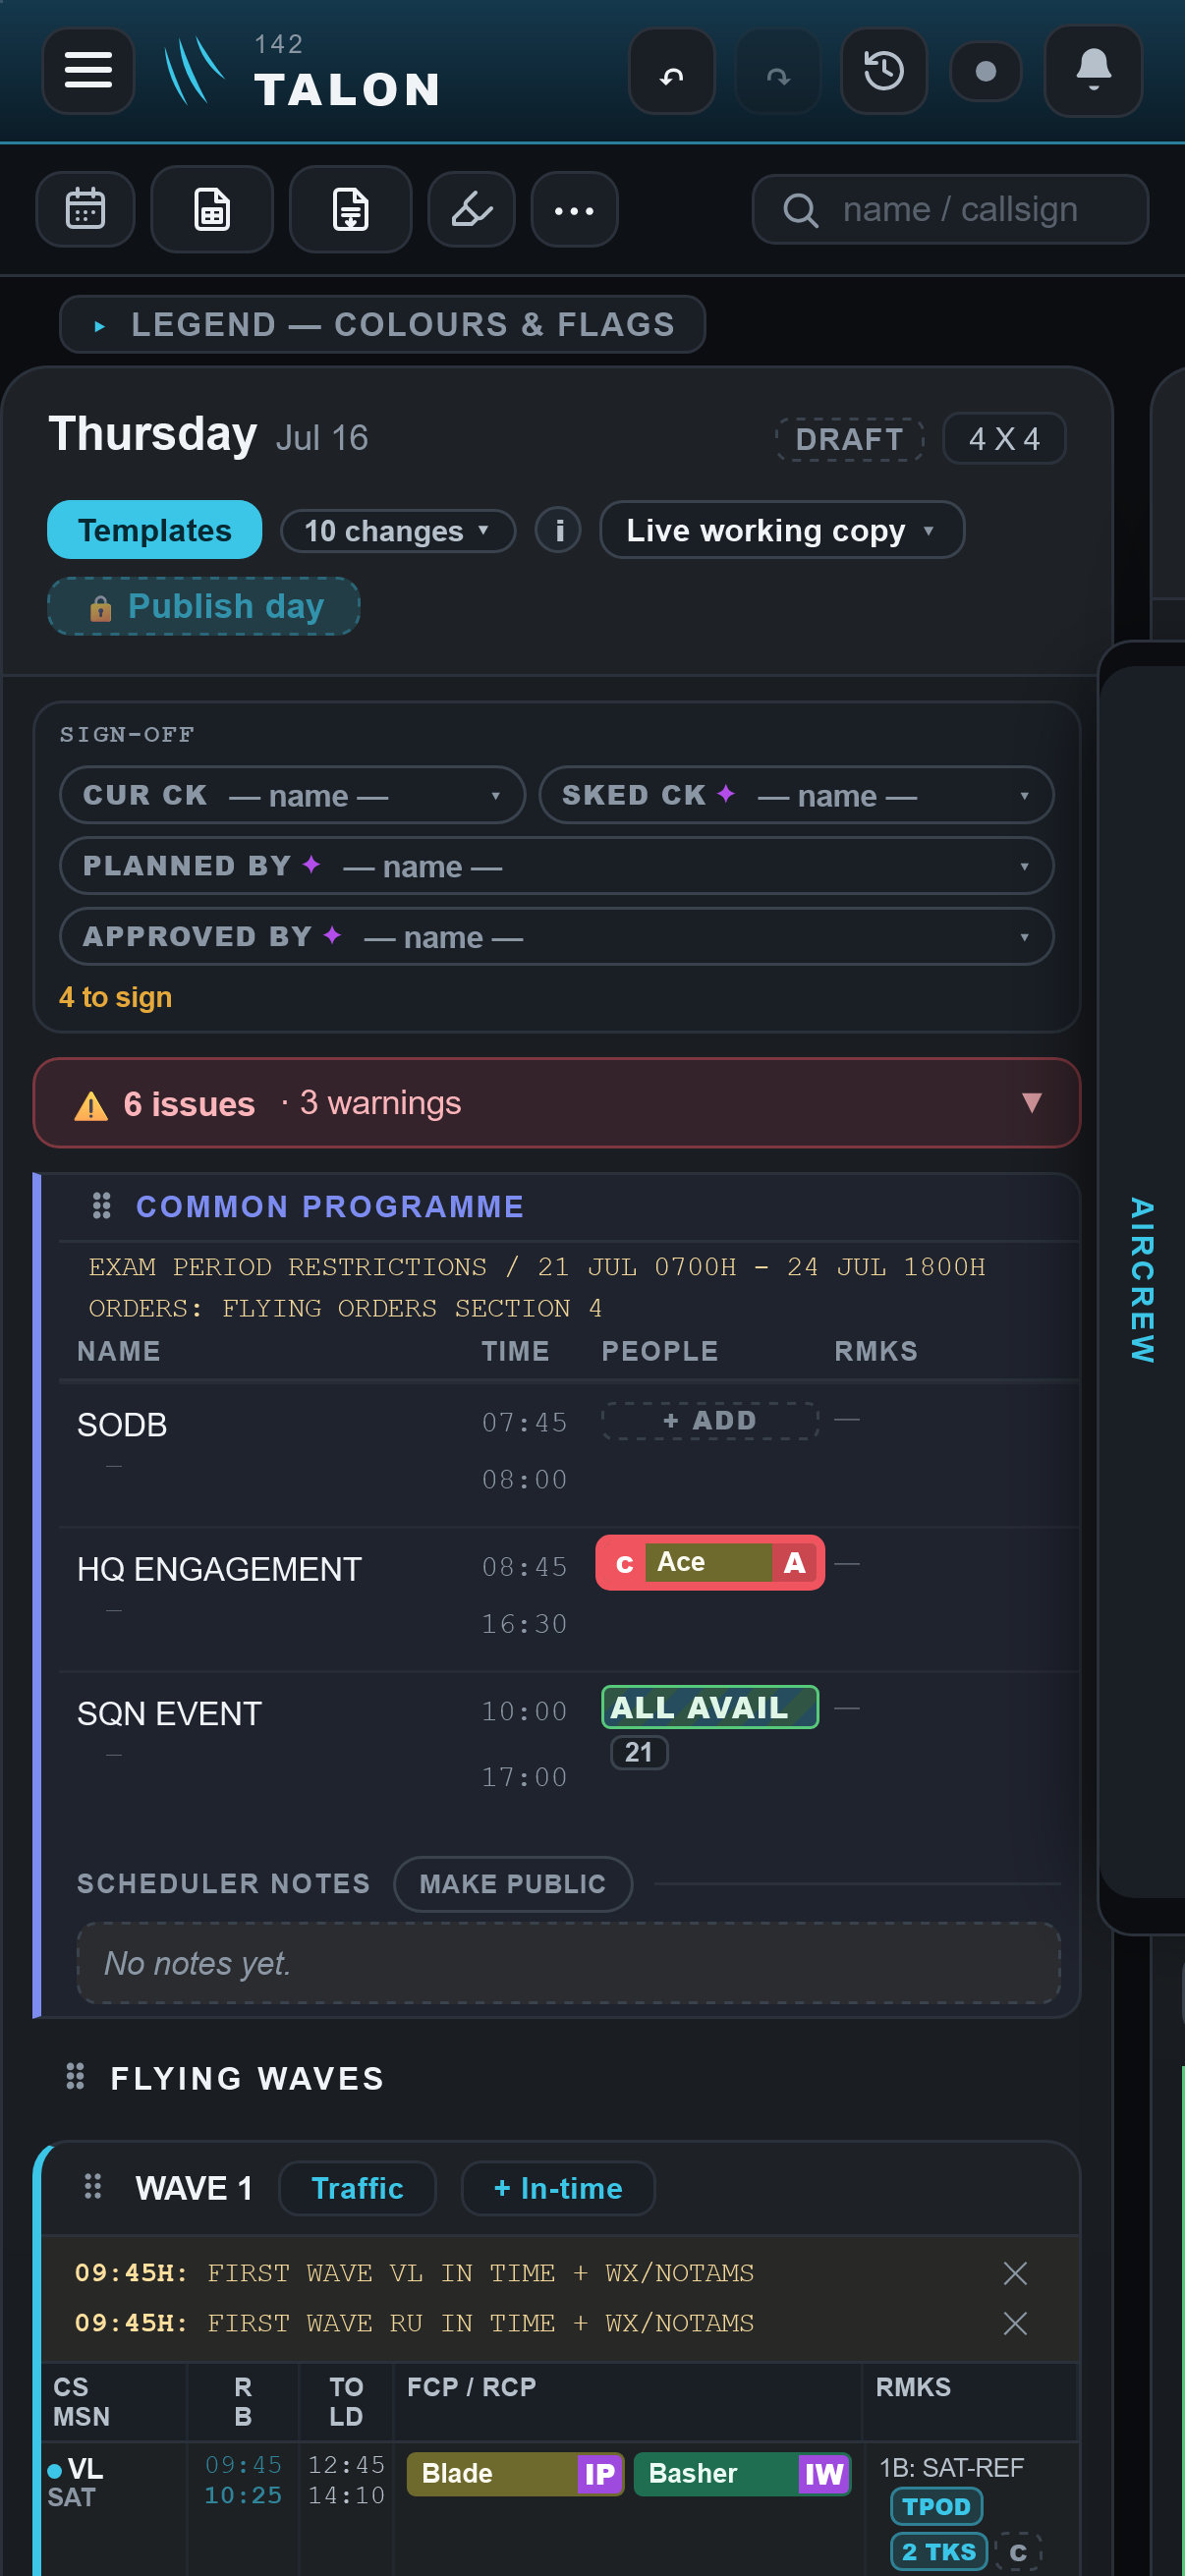 142
TALON
name / callsign
▸ LEGEND — COLOURS & FLAGS
Thursday Jul 16 DRAFT 4 X 4
Templates 10 changes ▾ i Live working copy ▾
🔒 Publish day
SIGN-OFF
CUR CK — name — ▾ SKED CK ✦ — name — ▾
PLANNED BY ✦ — name — ▾
APPROVED BY ✦ — name — ▾
4 to sign
⚠️ 6 issues · 3 warnings ▼
COMMON PROGRAMME
EXAM PERIOD RESTRICTIONS / 21 JUL 0700H - 24 JUL 1800H
ORDERS: FLYING ORDERS SECTION 4
NAME TIME PEOPLE RMKS
SODB 07:45 + ADD —
— 08:00
HQ ENGAGEMENT 08:45 C Ace A —
— 16:30
SQN EVENT 10:00 ALL AVAIL —
— 21
17:00
SCHEDULER NOTES MAKE PUBLIC
No notes yet.
FLYING WAVES
WAVE 1 Traffic + In-time
09:45H: FIRST WAVE VL IN TIME + WX/NOTAMS
09:45H: FIRST WAVE RU IN TIME + WX/NOTAMS
CS R TO FCP / RCP RMKS
MSN B LD
VL 09:45 12:45 Blade IP Basher IW 1B: SAT-REF
SAT 10:25 14:10 TPOD
2 TKS C
AIRCREW